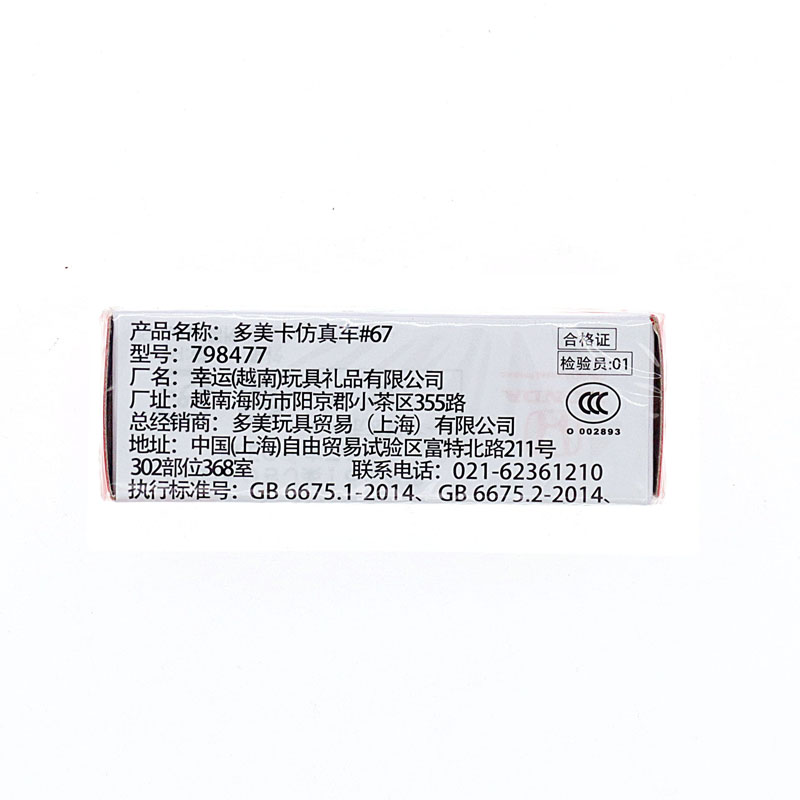 产品名称：多美卡仿真车#67
型号：798477
厂名：幸运(越南)玩具礼品有限公司
厂址：越南海防市阳京郡小茶区355路
总经销商：多美玩具贸易（上海）有限公司
地址：中国(上海)自由贸易试验区富特北路211号
302部位368室 联系电话：021-62361210
执行标准号：GB 6675.1-2014、GB 6675.2-2014、
合格证
检验员:01
CCC
O 002893